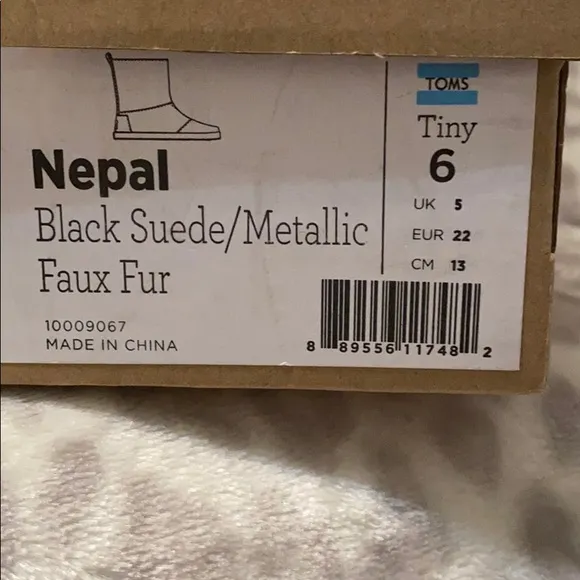 Nepal
Black Suede/Metallic
Faux Fur
10009067
MADE IN CHINA
TOMS
Tiny
6
UK 5
EUR 22
CM 13
8 89556 11748 2